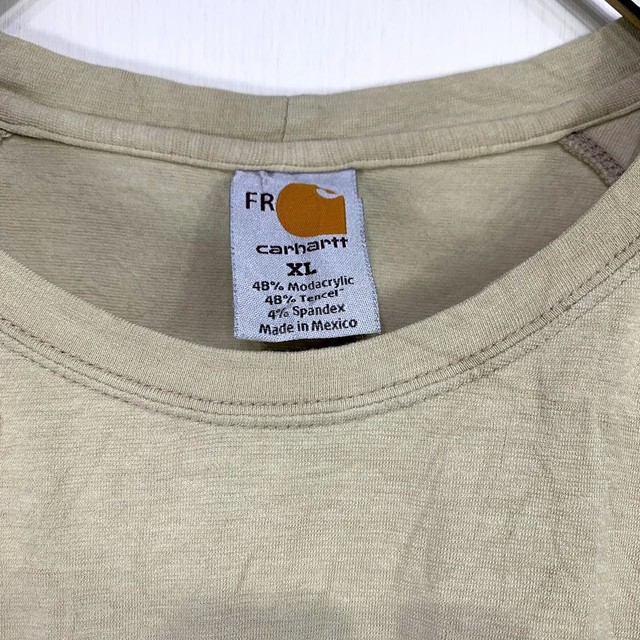 FR
carhartt
XL
48% Modacrylic
48% Tencel™
4% Spandex
Made in Mexico